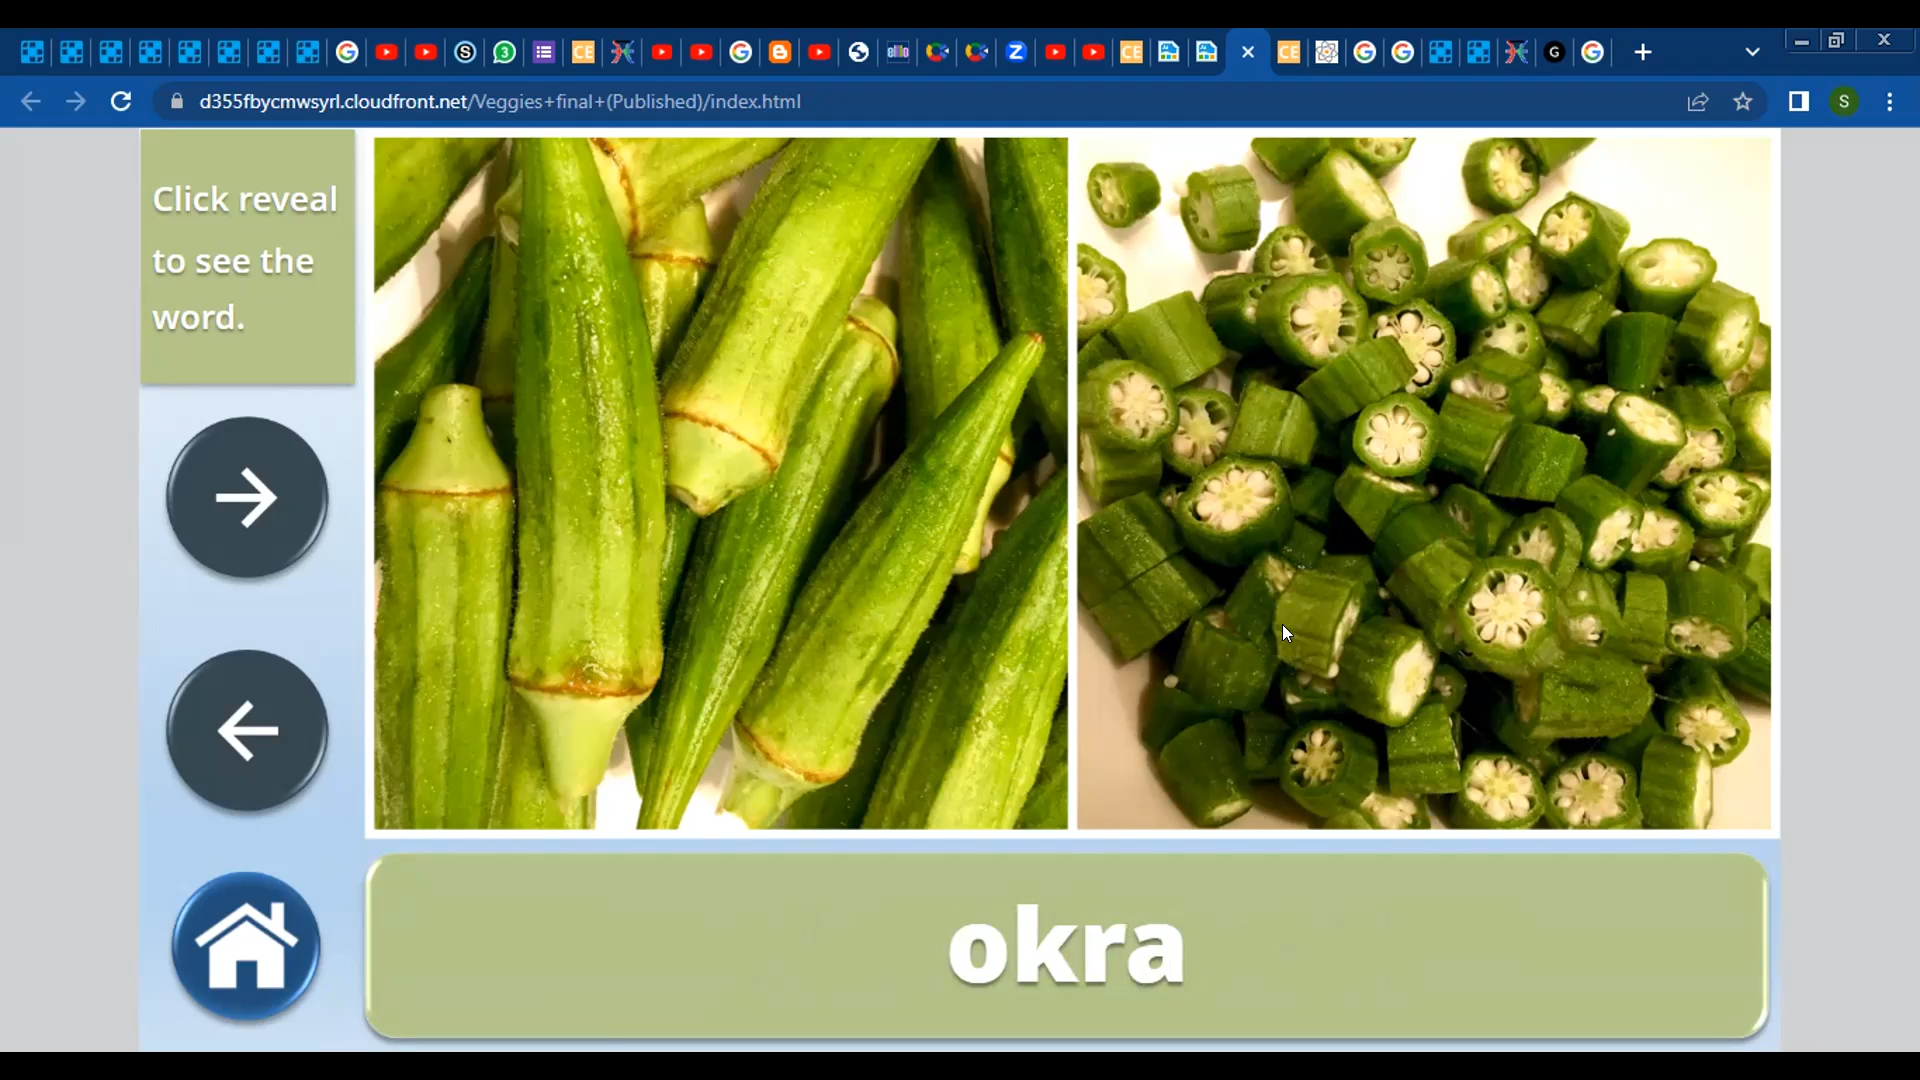 d355fbycmwsyrl.cloudfront.net/Veggies+final+(Published)/index.html
S
Click reveal
to see the
word.
okra